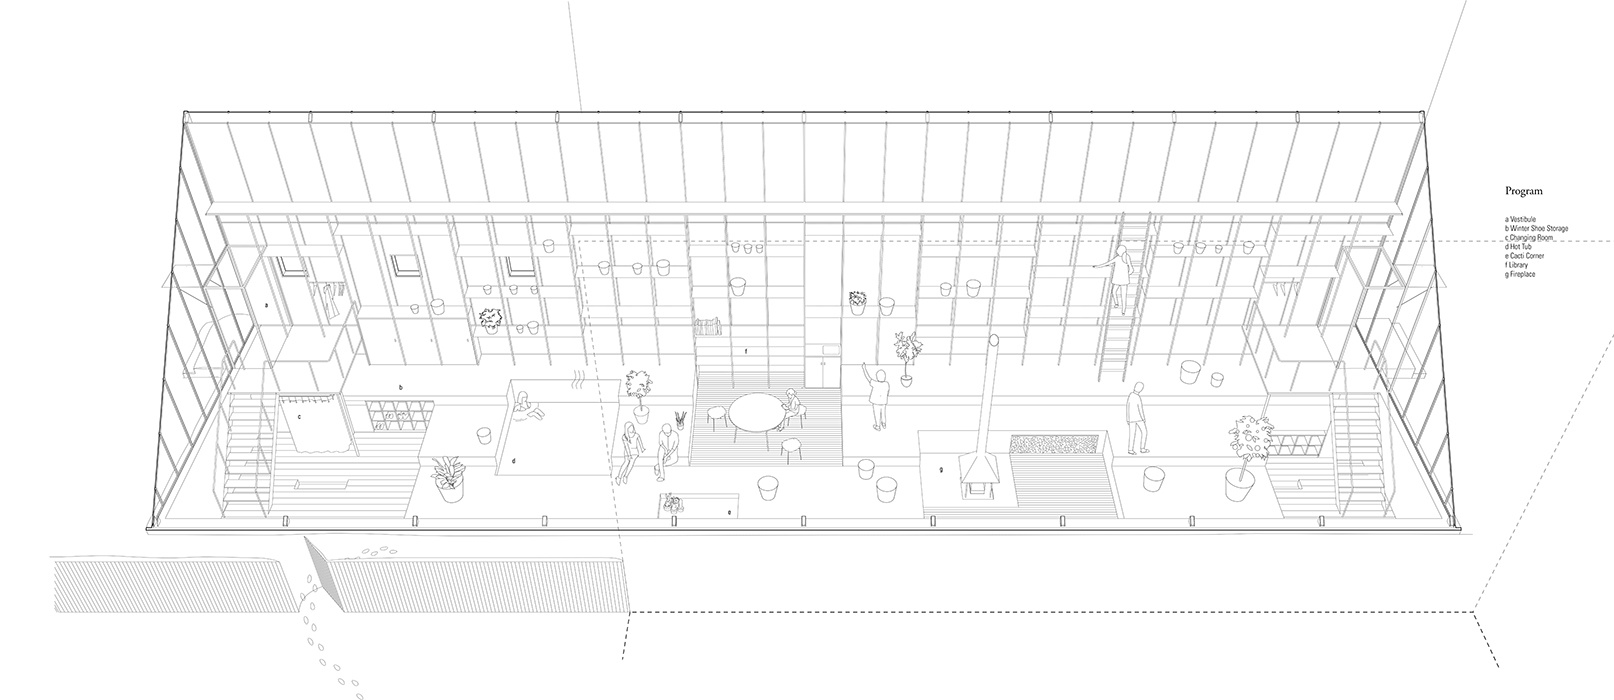 Program
a Vestibule
b Winter Shoe Storage
c Changing Room
d Hot Tub
e Cacti Corner
f Library
g Fireplace
a
f
b
c
d
g
e